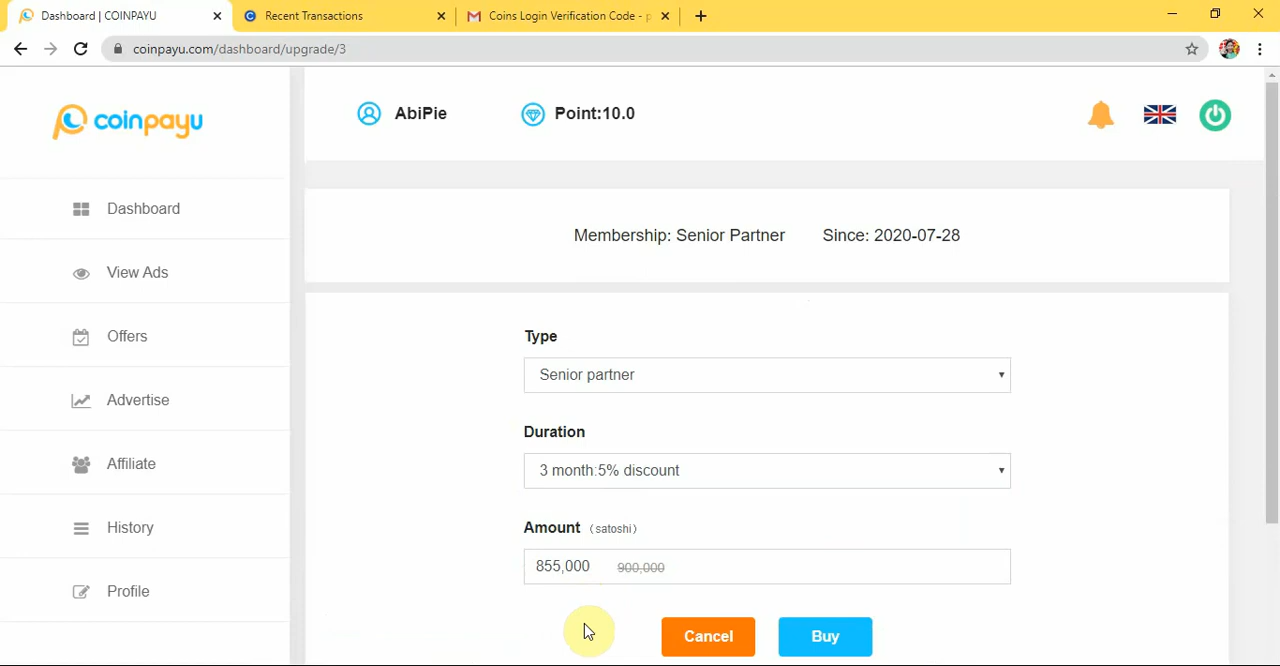 Dashboard | COINPAYU
Recent Transactions
Coins Login Verification Code - p
coinpayu.com/dashboard/upgrade/3
coinpayu
AbiPie
Point:10.0
Dashboard
View Ads
Offers
Advertise
Affiliate
History
Profile
Membership: Senior Partner Since: 2020-07-28
Type
Senior partner
Duration
3 month:5% discount
Amount (satoshi)
855,000 900,000
Cancel Buy